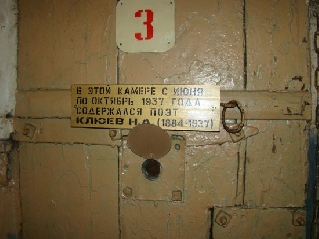 3
В ЭТОЙ КАМЕРЕ С ИЮНЯ
ПО ОКТЯБРЬ 1937 ГОДА
СОДЕРЖАЛСЯ ПОЭТ
КЛЮЕВ Н.А. (1884-1937)